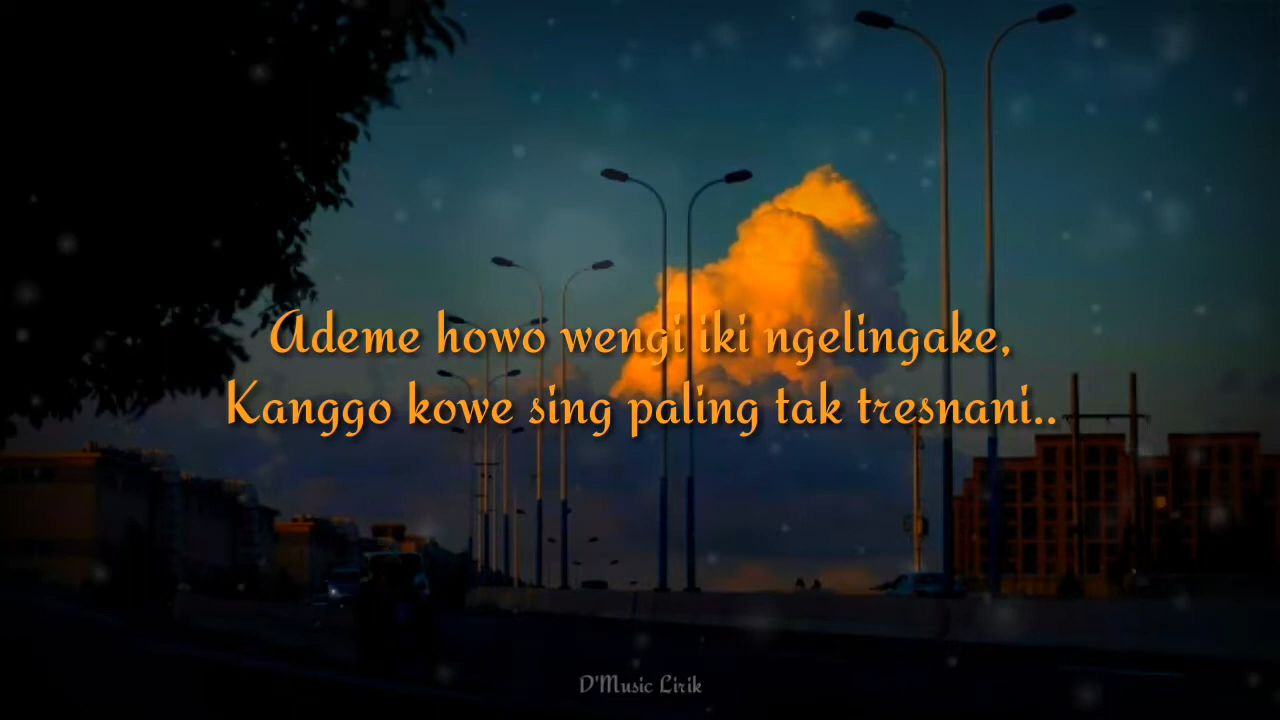 Ademe howo wengi iki ngelingake,
Kanggo kowe sing paling tak tresnani..
D'Music Lirik